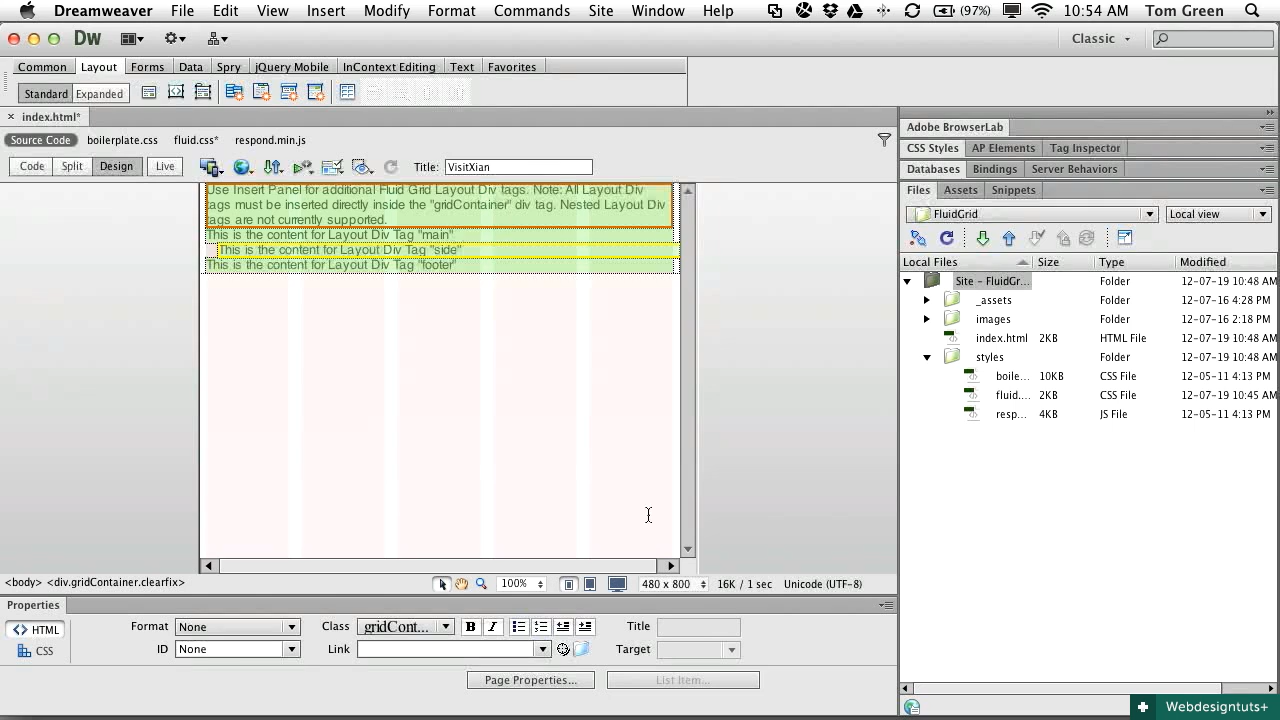 Dreamweaver File Edit View Insert Modify Format Commands Site Window Help (97%) 10:54 AM Tom Green
Dw Classic
Common Layout Forms Data Spry jQuery Mobile InContext Editing Text Favorites
Standard Expanded
index.html*
Source Code boilerplate.css fluid.css* respond.min.js
Code Split Design Live Title: VisitXian
Use Insert Panel for additional Fluid Grid Layout Div tags. Note: All Layout Div
tags must be inserted directly inside the "gridContainer" div tag. Nested Layout Div
tags are not currently supported.
This is the content for Layout Div Tag "main"
This is the content for Layout Div Tag "side"
This is the content for Layout Div Tag "footer"
<body> <div.gridContainer.clearfix> 100% 480 x 800 16K / 1 sec Unicode (UTF-8)
Properties
<> HTML Format None Class gridCont... B I Title
CSS ID None Link Target
Page Properties... List Item...
Adobe BrowserLab
CSS Styles AP Elements Tag Inspector
Databases Bindings Server Behaviors
Files Assets Snippets
FluidGrid Local view
Local Files Size Type Modified
Site – FluidGr... Folder 12-07-19 10:48 AM
_assets Folder 12-07-16 4:28 PM
images Folder 12-07-16 2:18 PM
index.html 2KB HTML File 12-07-19 10:48 AM
styles Folder 12-07-19 10:48 AM
boile... 10KB CSS File 12-05-11 4:13 PM
fluid.... 2KB CSS File 12-07-19 10:45 AM
resp... 4KB JS File 12-05-11 4:13 PM
Webdesigntuts+